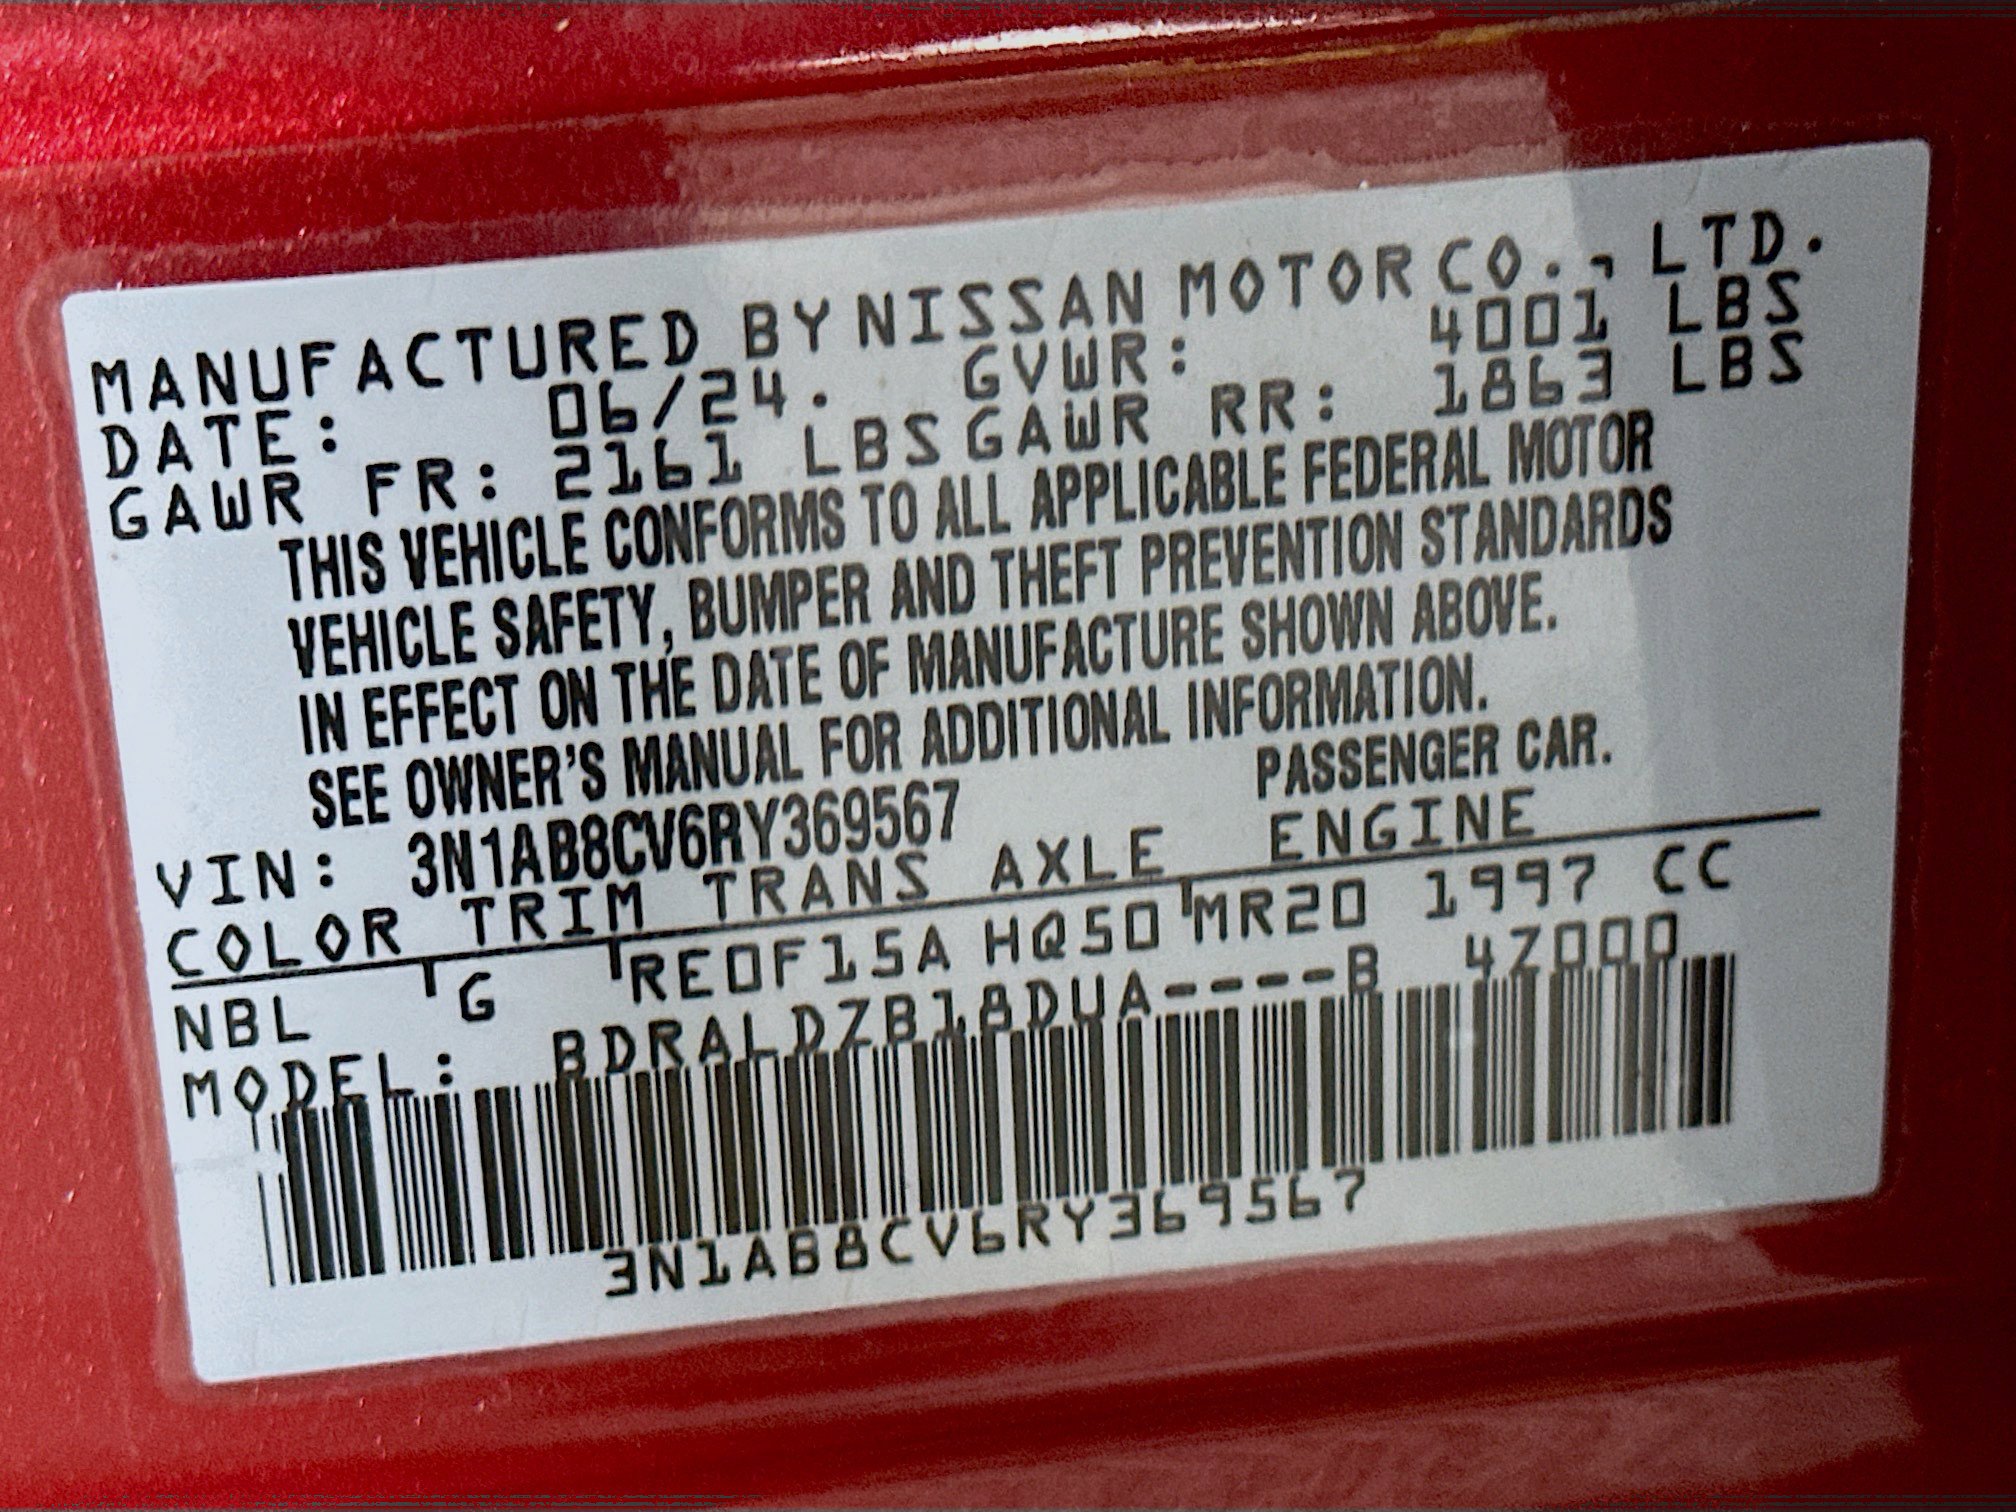 MANUFACTURED BY NISSAN MOTOR CO., LTD.
DATE: 06/24. GVWR: 4001 LBS
GAWR FR: 2161 LBS GAWR RR: 1863 LBS
THIS VEHICLE CONFORMS TO ALL APPLICABLE FEDERAL MOTOR
VEHICLE SAFETY, BUMPER AND THEFT PREVENTION STANDARDS
IN EFFECT ON THE DATE OF MANUFACTURE SHOWN ABOVE.
SEE OWNER'S MANUAL FOR ADDITIONAL INFORMATION.
VIN: 3N1AB8CV6RY369567 PASSENGER CAR.
COLOR TRIM TRANS AXLE ENGINE
NBL G RE0F15A HQ50 MR20 1997 CC
MODEL: BDRALDZB18DUA----B 4Z000
3N1AB8CV6RY369567